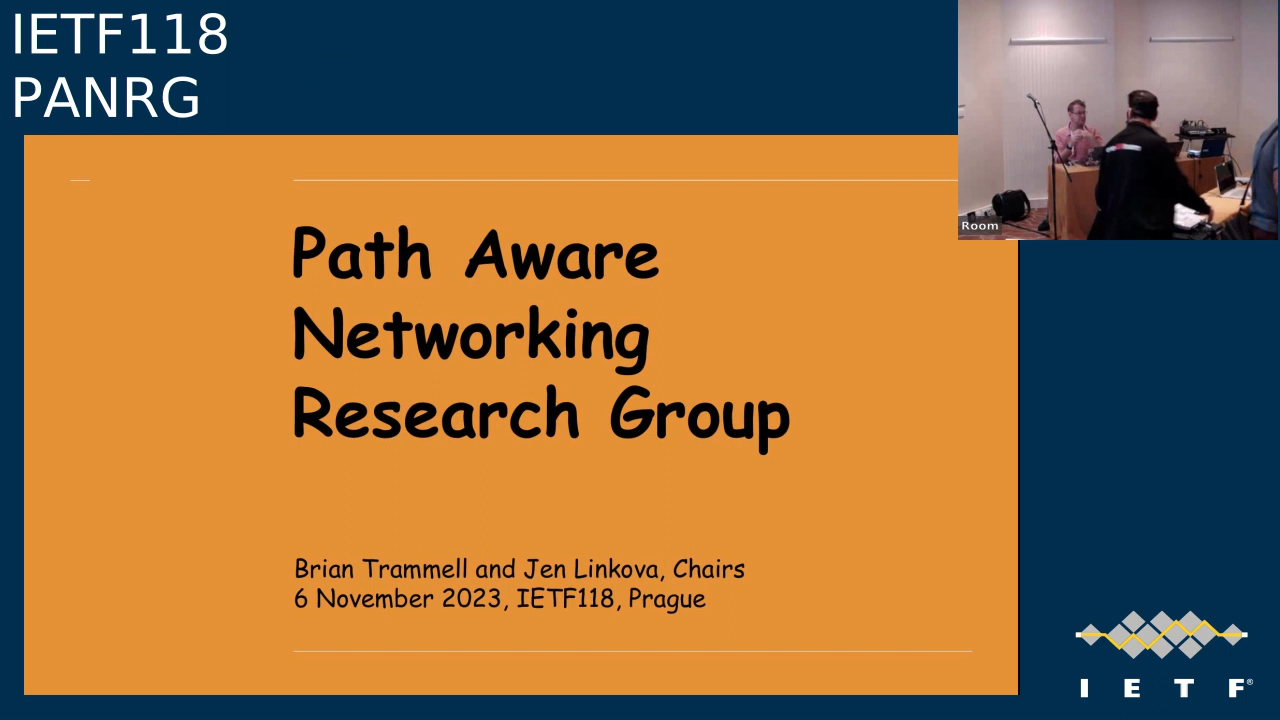 IETF118
PANRG
Room
Path Aware
Networking
Research Group
Brian Trammell and Jen Linkova, Chairs
6 November 2023, IETF118, Prague
I E T F®